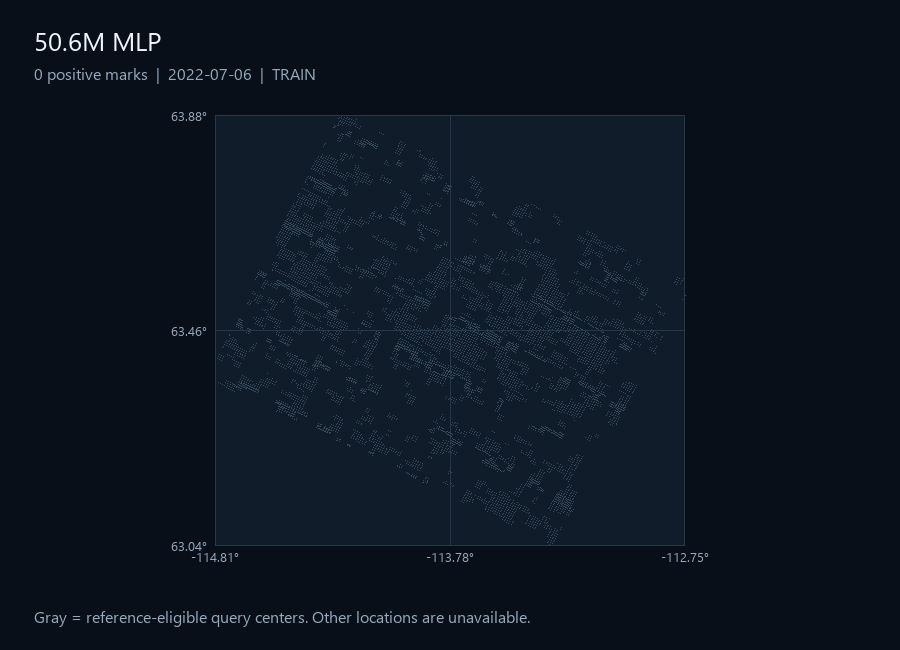 50.6M MLP
0 positive marks | 2022-07-06 | TRAIN
63.88°
63.46°
63.04°
-114.81°
-113.78°
-112.75°
Gray = reference-eligible query centers. Other locations are unavailable.